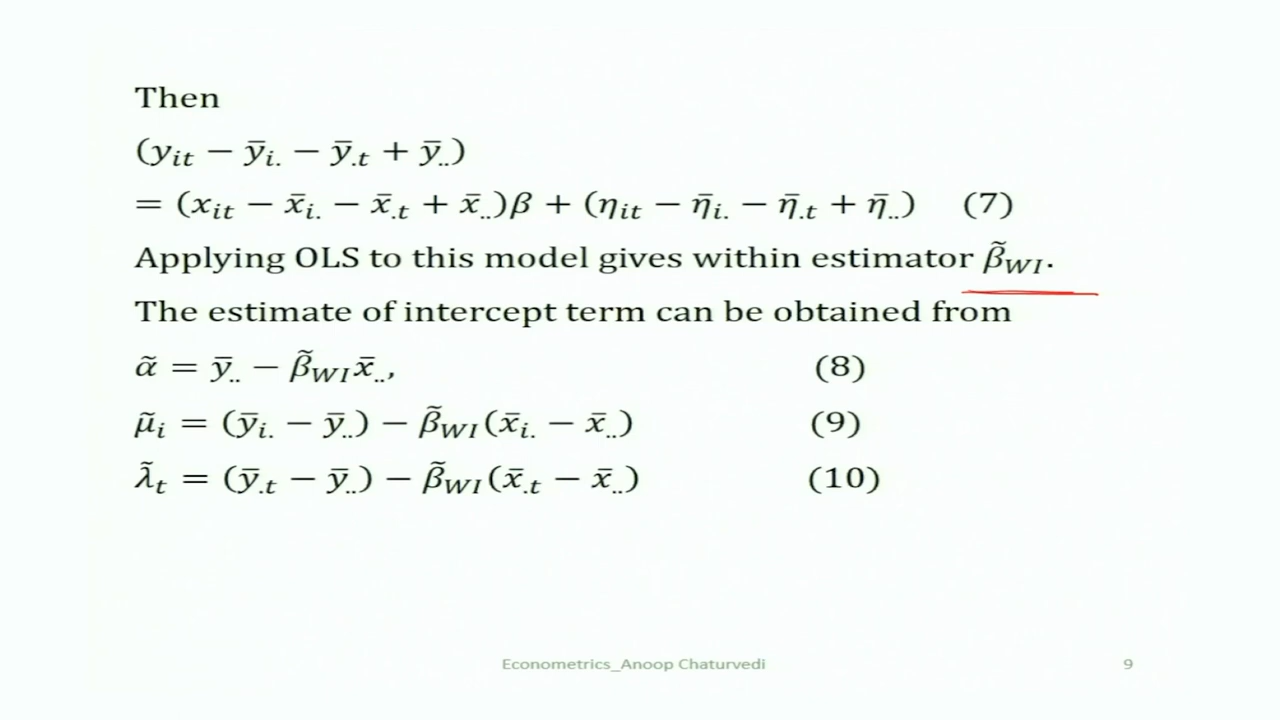 Then
(y_{it} − ȳ_{i.} − ȳ_{.t} + ȳ_{..})
= (x_{it} − x̄_{i.} − x̄_{.t} + x̄_{..})β + (η_{it} − η̄_{i.} − η̄_{.t} + η̄_{..}) (7)
Applying OLS to this model gives within estimator β̃_{WI}.
The estimate of intercept term can be obtained from
α̃ = ȳ_{..} − β̃_{WI}x̄_{..}, (8)
μ̃_i = (ȳ_{i.} − ȳ_{..}) − β̃_{WI}(x̄_{i.} − x̄_{..}) (9)
λ̃_t = (ȳ_{.t} − ȳ_{..}) − β̃_{WI}(x̄_{.t} − x̄_{..}) (10)
Econometrics_Anoop Chaturvedi 9